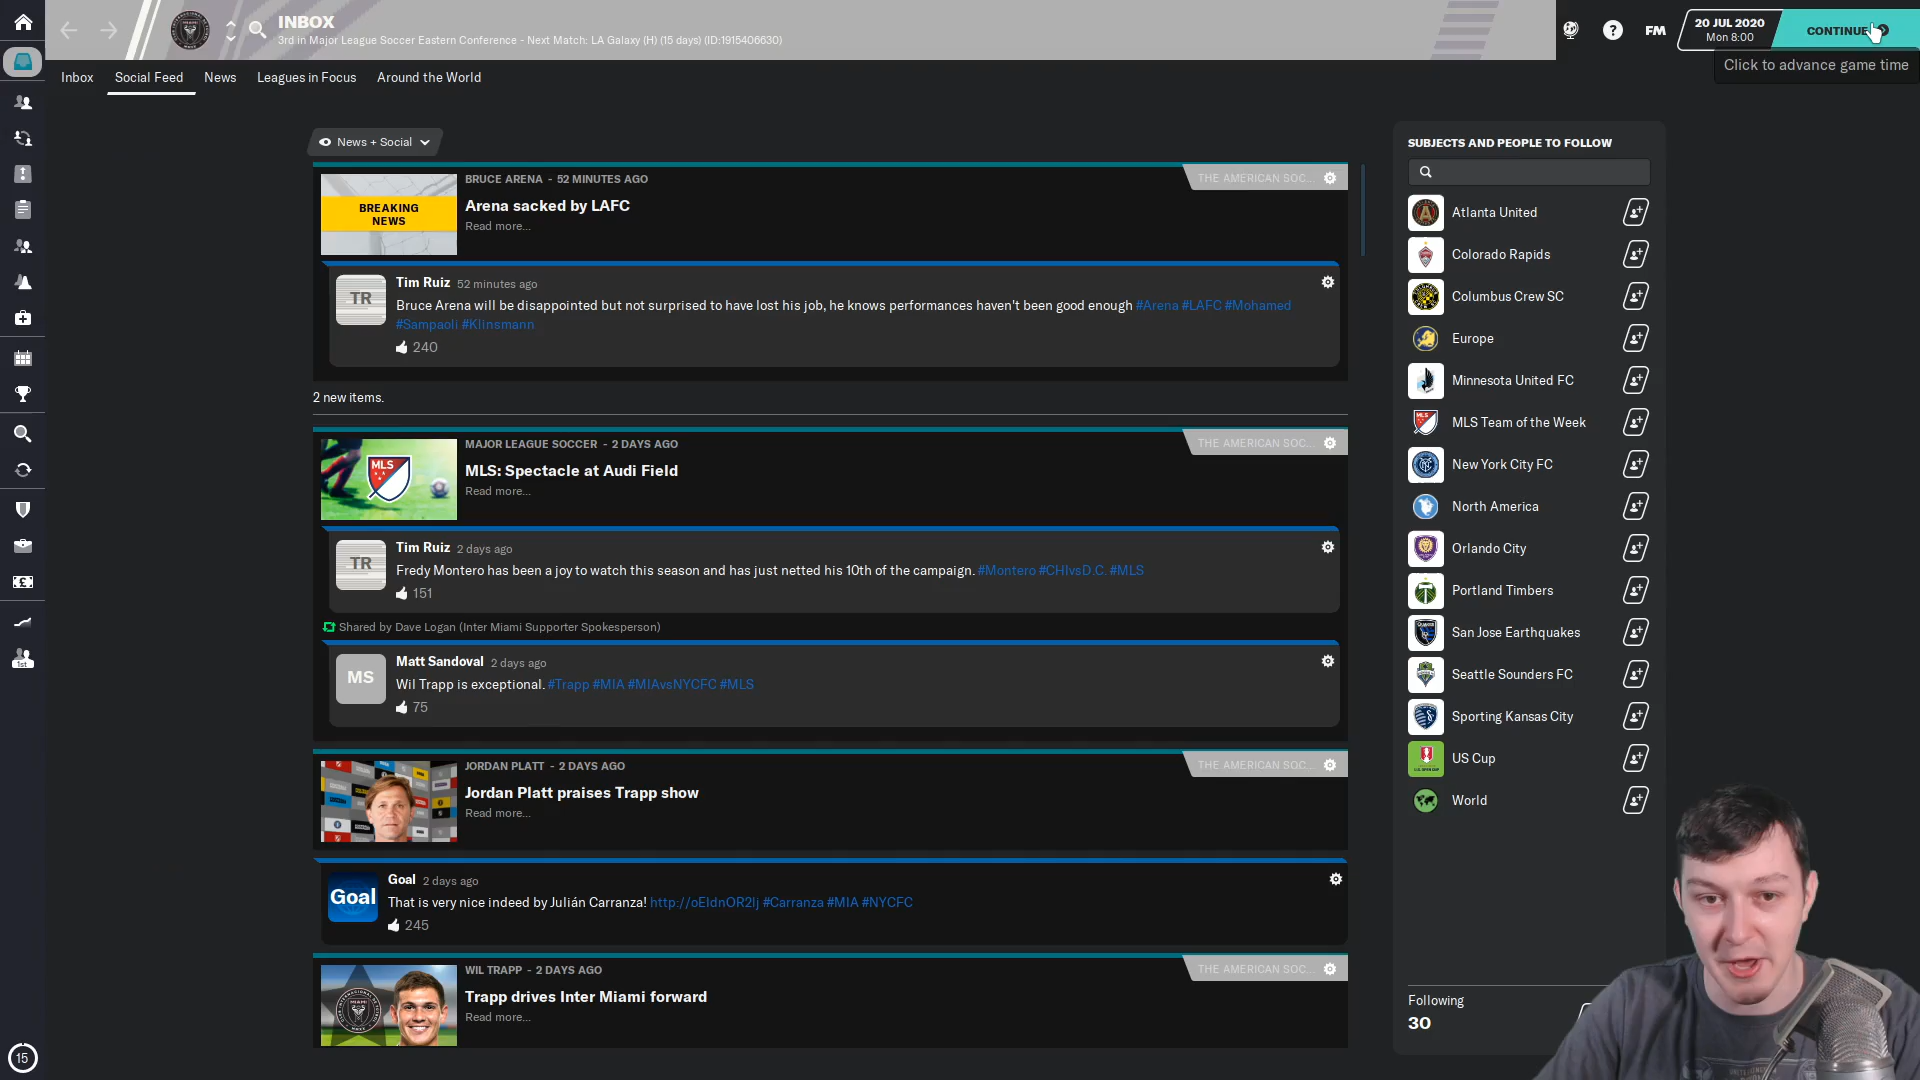 INBOX
3rd in Major League Soccer Eastern Conference - Next Match: LA Galaxy (H) (15 days) (ID:1915406630)
FM
20 JUL 2020
Mon 8:00
CONTINUE
Click to advance game time
Inbox
Social Feed
News
Leagues in Focus
Around the World
News + Social
BREAKING
NEWS
BRUCE ARENA - 52 MINUTES AGO
THE AMERICAN SOC...
Arena sacked by LAFC
Read more...
TR
Tim Ruiz 52 minutes ago
Bruce Arena will be disappointed but not surprised to have lost his job, he knows performances haven't been good enough #Arena #LAFC #Mohamed
#Sampaoli #Klinsmann
240
2 new items.
MLS
MAJOR LEAGUE SOCCER - 2 DAYS AGO
THE AMERICAN SOC...
MLS: Spectacle at Audi Field
Read more...
TR
Tim Ruiz 2 days ago
Fredy Montero has been a joy to watch this season and has just netted his 10th of the campaign. #Montero #CHIvsD.C. #MLS
151
Shared by Dave Logan (Inter Miami Supporter Spokesperson)
MS
Matt Sandoval 2 days ago
Wil Trapp is exceptional. #Trapp #MIA #MIAvsNYCFC #MLS
75
JORDAN PLATT - 2 DAYS AGO
THE AMERICAN SOC...
Jordan Platt praises Trapp show
Read more...
Goal
Goal 2 days ago
That is very nice indeed by Julián Carranza! http://oEIdnOR2lj #Carranza #MIA #NYCFC
245
WIL TRAPP - 2 DAYS AGO
THE AMERICAN SOC...
Trapp drives Inter Miami forward
Read more...
SUBJECTS AND PEOPLE TO FOLLOW
Atlanta United
Colorado Rapids
Columbus Crew SC
Europe
Minnesota United FC
MLS Team of the Week
New York City FC
North America
Orlando City
Portland Timbers
San Jose Earthquakes
Seattle Sounders FC
Sporting Kansas City
US Cup
World
Following
30
1st
15